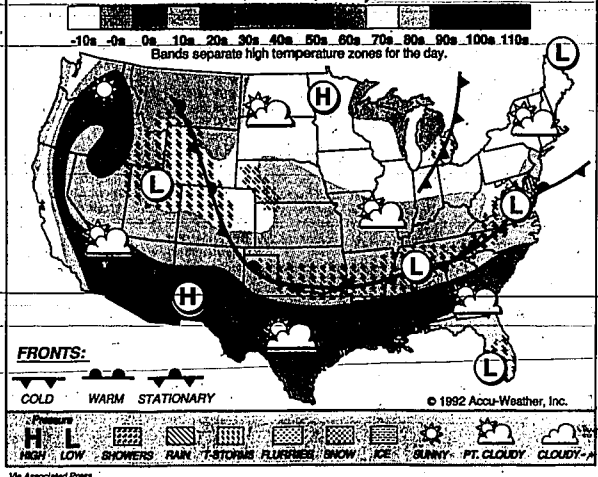 -10s -0s 0s 10s 20s 30s 40s 50s 60s 70s 80s 90s 100s 110s
Bands separate high temperature zones for the day.
L
H
L
L
L
H
L
FRONTS:
COLD WARM STATIONARY
© 1992 Accu-Weather, Inc.
Pressure
H L
HIGH LOW SHOWERS RAIN T-STORMS FLURRIES SNOW ICE SUNNY PT. CLOUDY CLOUDY
Via Associated Press